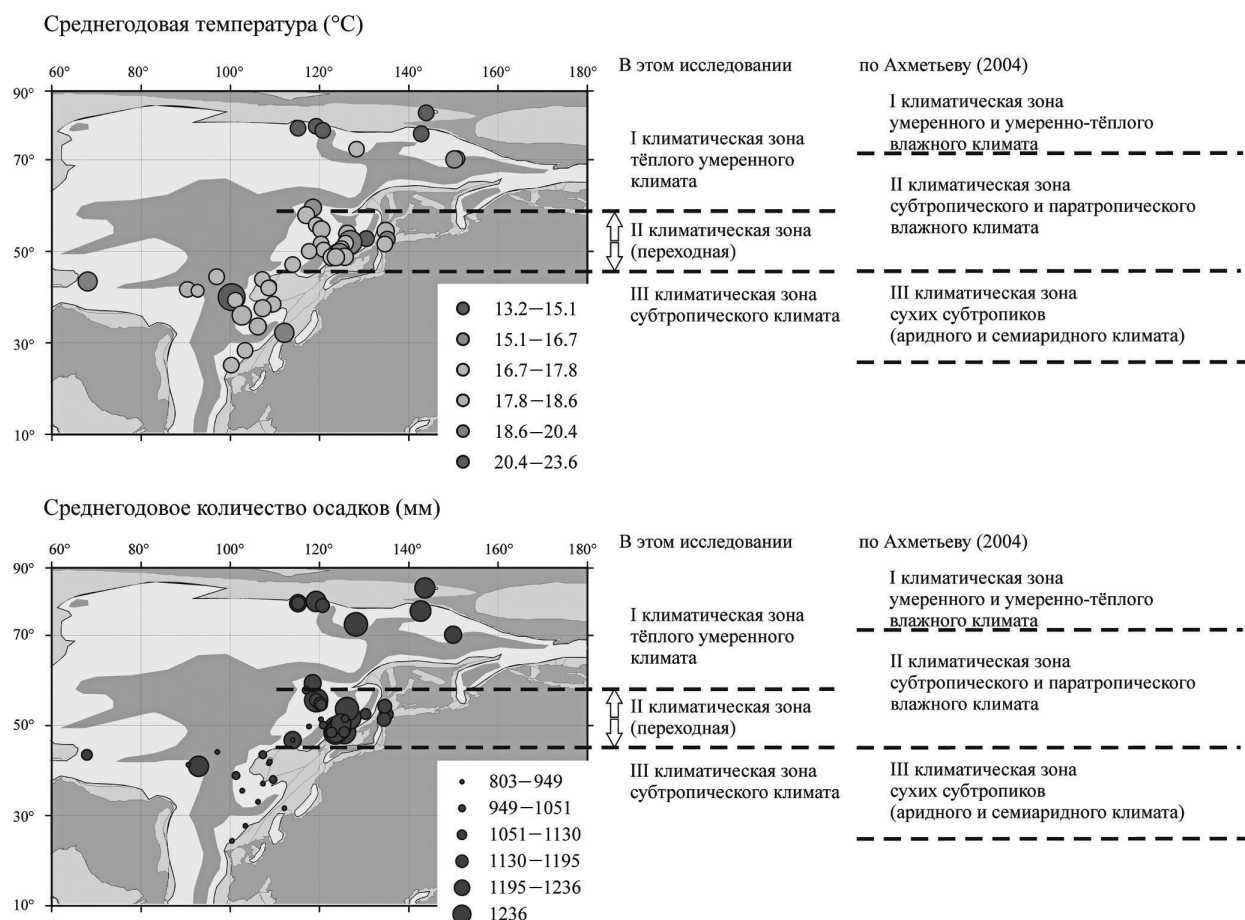 Среднегодовая температура (°C)
60° 80° 100° 120° 140° 160° 180°
90°
70°
50°
30°
10°
13.2—15.1
15.1—16.7
16.7—17.8
17.8—18.6
18.6—20.4
20.4—23.6
В этом исследовании
I климатическая зона
тёплого умеренного
климата
II климатическая зона
(переходная)
III климатическая зона
субтропического климата
по Ахметьеву (2004)
I климатическая зона
умеренного и умеренно-тёплого
влажного климата
II климатическая зона
субтропического и паратропического
влажного климата
III климатическая зона
сухих субтропиков
(аридного и семиаридного климата)
Среднегодовое количество осадков (мм)
60° 80° 100° 120° 140° 160° 180°
90°
70°
50°
30°
10°
803—949
949—1051
1051—1130
1130—1195
1195—1236
1236
В этом исследовании
I климатическая зона
тёплого умеренного
климата
II климатическая зона
(переходная)
III климатическая зона
субтропического климата
по Ахметьеву (2004)
I климатическая зона
умеренного и умеренно-тёплого
влажного климата
II климатическая зона
субтропического и паратропического
влажного климата
III климатическая зона
сухих субтропиков
(аридного и семиаридного климата)